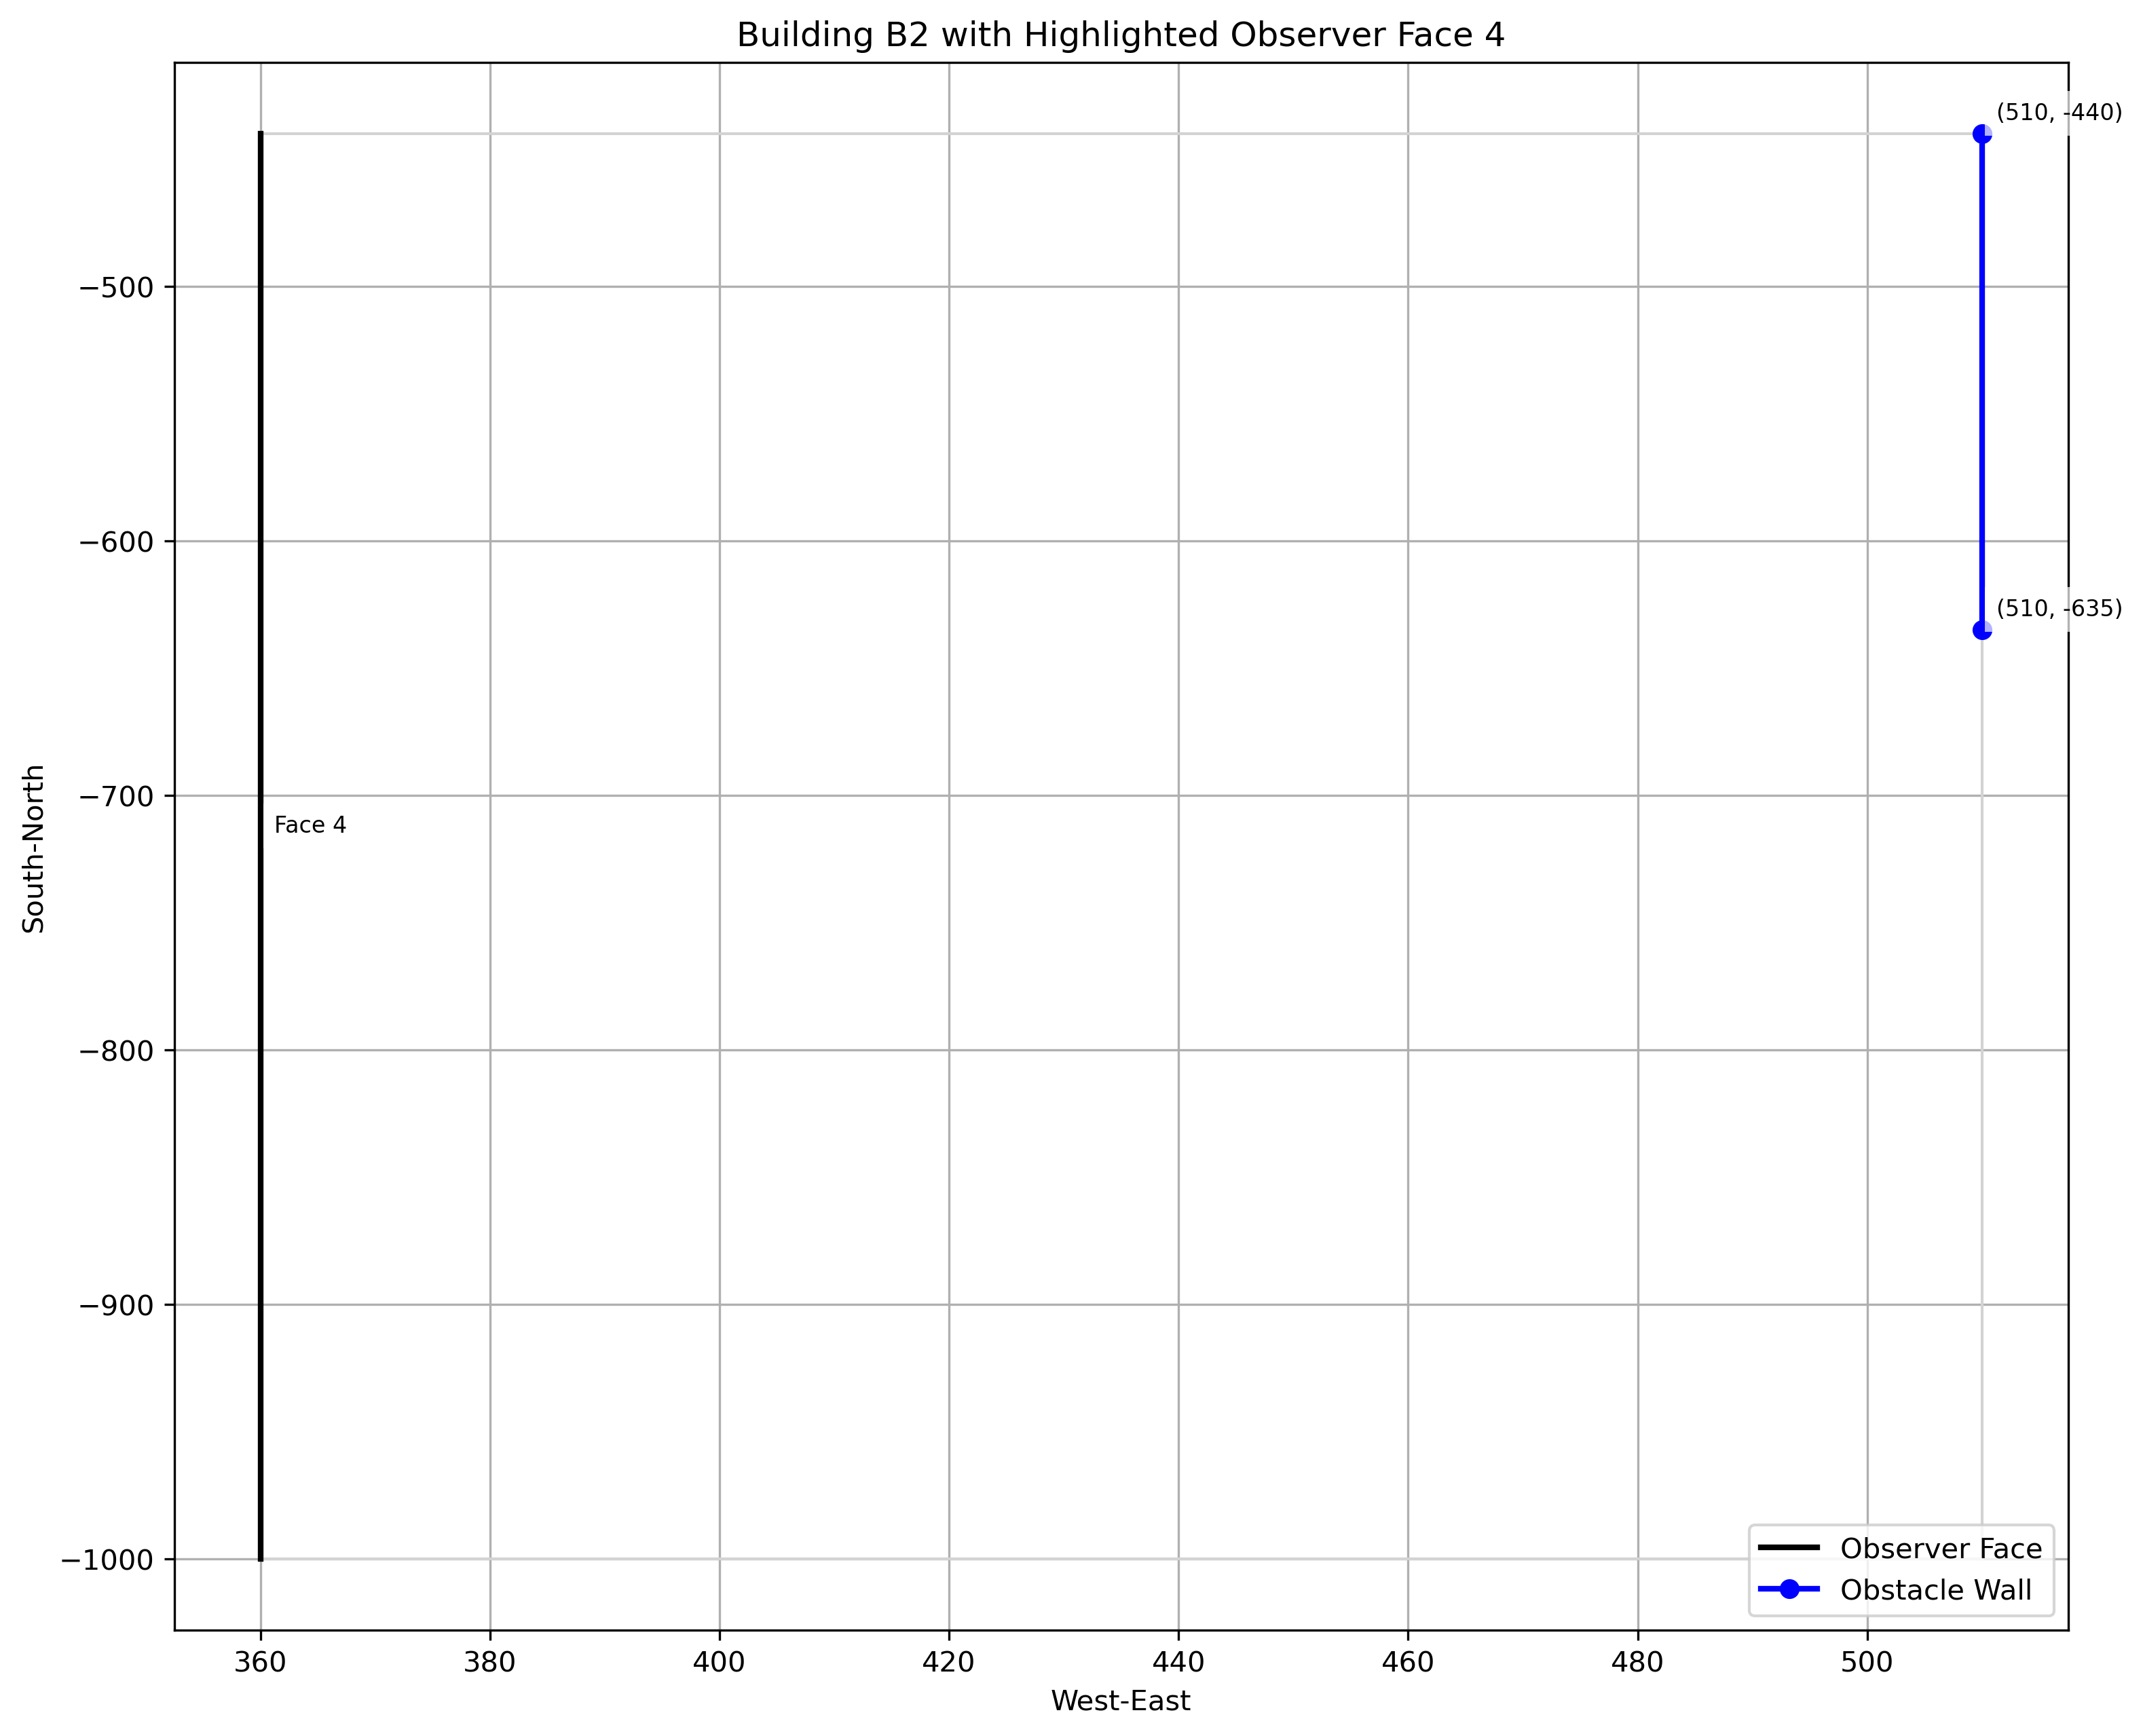 Building B2 with Highlighted Observer Face 4
(510, -440)
−500
−600
(510, -635)
−700
Face 4
South-North
−800
−900
−1000
Observer Face
Obstacle Wall
360
380
400
420
440
460
480
500
West-East